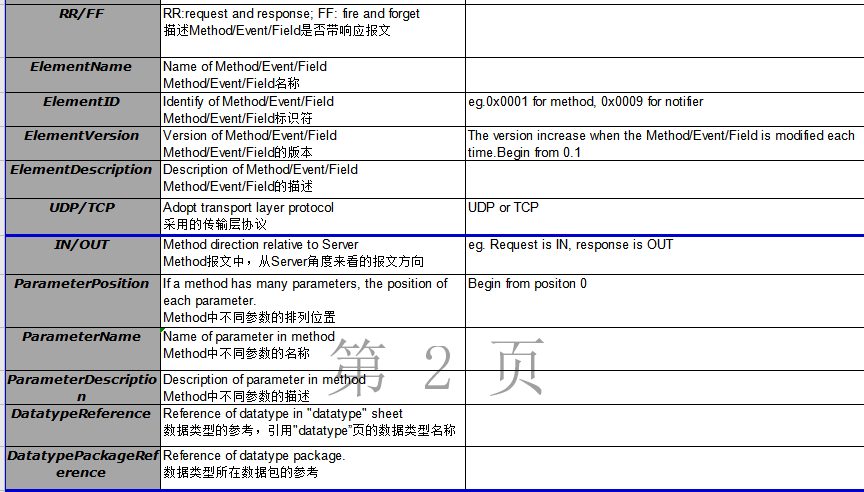 RR/FF
RR:request and response; FF: fire and forget
描述Method/Event/Field是否带响应报文
ElementName
Name of Method/Event/Field
Method/Event/Field名称
ElementID
Identify of Method/Event/Field
Method/Event/Field标识符
eg.0x0001 for method, 0x0009 for notifier
ElementVersion
Version of Method/Event/Field
Method/Event/Field的版本
The version increase when the Method/Event/Field is modified each
time.Begin from 0.1
ElementDescription
Description of Method/Event/Field
Method/Event/Field的描述
UDP/TCP
Adopt transport layer protocol
采用的传输层协议
UDP or TCP
IN/OUT
Method direction relative to Server
Method报文中，从Server角度来看的报文方向
eg. Request is IN, response is OUT
ParameterPosition
If a method has many parameters, the position of
each parameter.
Method中不同参数的排列位置
Begin from positon 0
ParameterName
Name of parameter in method
Method中不同参数的名称
第 2 页
ParameterDescriptio
n
Description of parameter in method
Method中不同参数的描述
DatatypeReference
Reference of datatype in "datatype" sheet
数据类型的参考，引用"datatype"页的数据类型名称
DatatypePackageRef
erence
Reference of datatype package.
数据类型所在数据包的参考